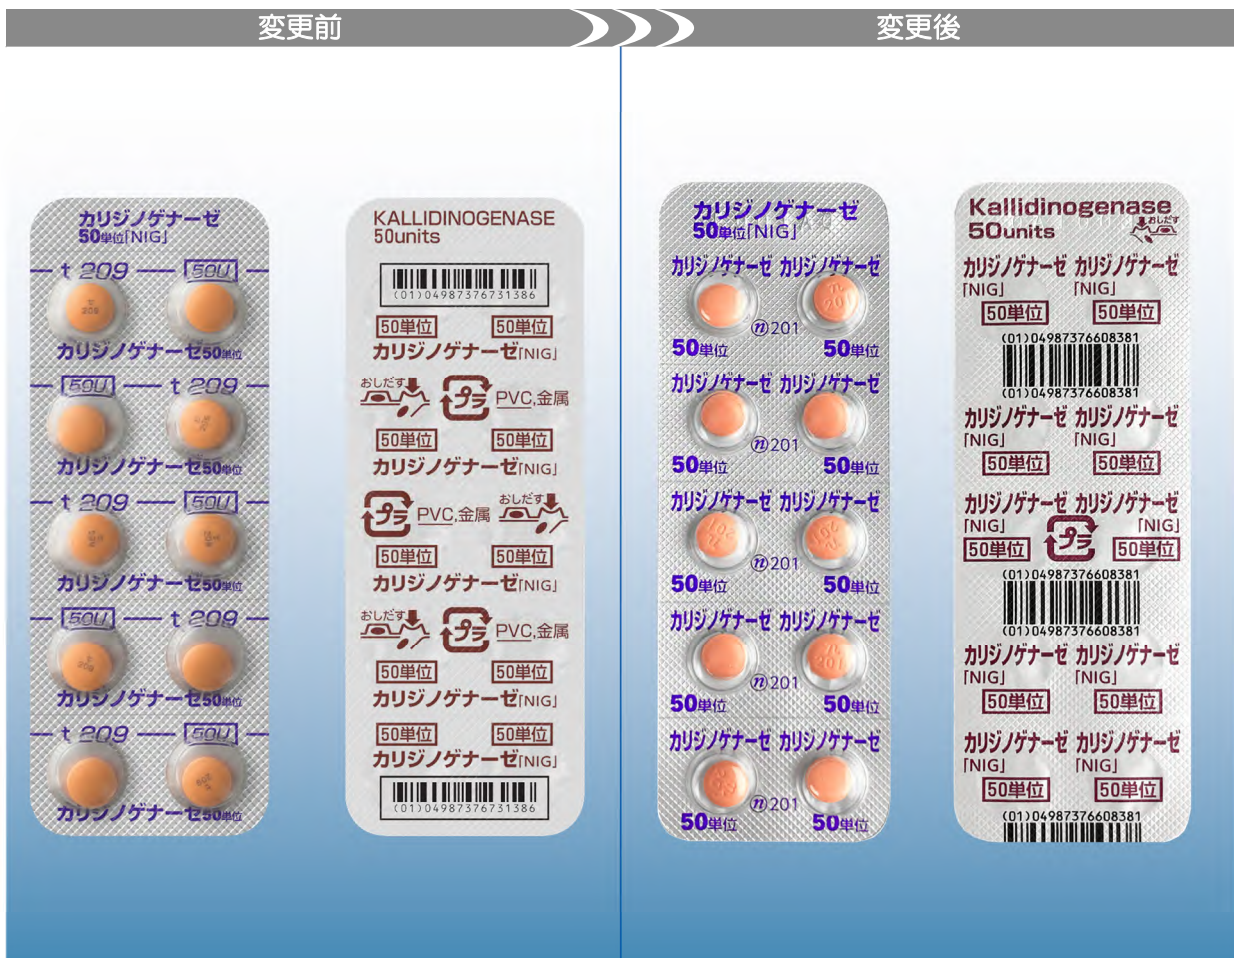 変更前
変更後
カリジノゲナーゼ
50単位「NIG」
t 209 50U
t
209
カリジノゲナーゼ50単位
50U t 209
カリジノゲナーゼ50単位
t 209 50U
カリジノゲナーゼ50単位
50U t 209
t
209
カリジノゲナーゼ50単位
t 209 50U
カリジノゲナーゼ50単位
KALLIDINOGENASE
50units
(01)04987376731386
50単位 50単位
カリジノゲナーゼ「NIG」
おしだす プラ PVC,金属
50単位 50単位
カリジノゲナーゼ「NIG」
プラ PVC,金属 おしだす
50単位 50単位
カリジノゲナーゼ「NIG」
おしだす プラ PVC,金属
50単位 50単位
カリジノゲナーゼ「NIG」
50単位 50単位
カリジノゲナーゼ「NIG」
(01)04987376731386
カリジノゲナーゼ
50単位「NIG」
カリジノゲナーゼ カリジノゲナーゼ
n
201
n201
50単位 50単位
カリジノゲナーゼ カリジノゲナーゼ
n201
50単位 50単位
カリジノゲナーゼ カリジノゲナーゼ
n201
50単位 50単位
カリジノゲナーゼ カリジノゲナーゼ
n
201
n201
50単位 50単位
カリジノゲナーゼ カリジノゲナーゼ
n201
50単位 50単位
Kallidinogenase
50units おしだす
カリジノゲナーゼ カリジノゲナーゼ
「NIG」 「NIG」
50単位 50単位
(01)04987376608381
カリジノゲナーゼ カリジノゲナーゼ
「NIG」 「NIG」
50単位 50単位
カリジノゲナーゼ カリジノゲナーゼ
「NIG」 「NIG」
50単位 プラ 50単位
(01)04987376608381
カリジノゲナーゼ カリジノゲナーゼ
「NIG」 「NIG」
50単位 50単位
カリジノゲナーゼ カリジノゲナーゼ
「NIG」 「NIG」
50単位 50単位
(01)04987376608381